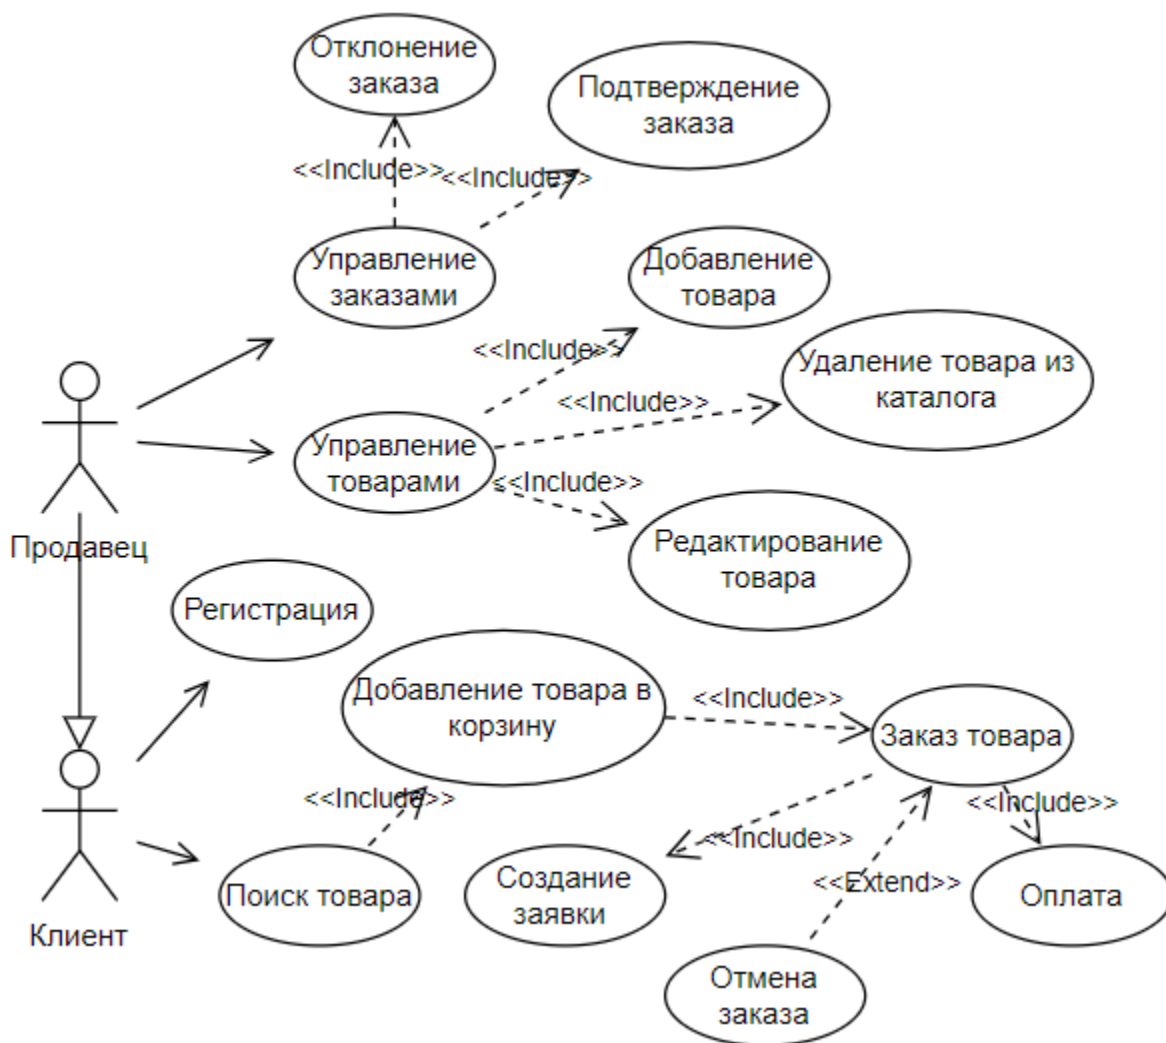 Отклонение
заказа
Подтверждение
заказа
<<Include>>
<<Include>>
Управление
заказами
Добавление
товара
<<Include>>
Удаление товара из
каталога
<<Include>>
Управление
товарами
<<Include>>
Редактирование
товара
Продавец
Регистрация
Добавление товара в
корзину
<<Include>>
Заказ товара
<<Include>>
<<Include>>
<<Include>>
Поиск товара
Создание
заявки
<<Extend>>
Оплата
Клиент
Отмена
заказа